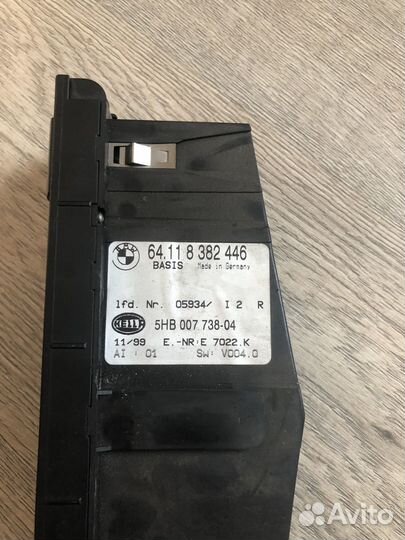 BMW
64.11 8 382 446
BASIS Made in Germany
lfd. Nr. 05934/ I 2 R
HELLA 5HB 007 738-04
11/99 E.-NR:E 7022.K
AI : 01 SW: V004.0
Avito